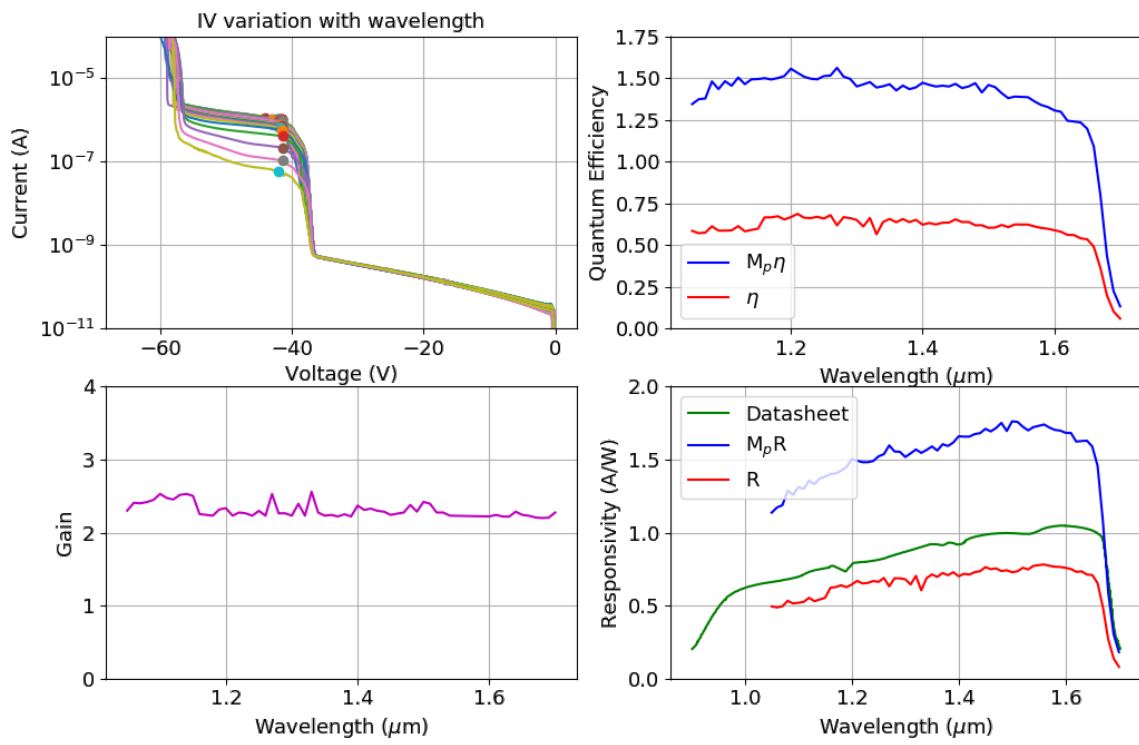 IV variation with wavelength
Current (A)
10⁻⁵
10⁻⁷
10⁻⁹
10⁻¹¹
−60
−40
−20
0
Voltage (V)
Quantum Efficiency
1.75
1.50
1.25
1.00
0.75
0.50
0.25
0.00
Mₚƞ
η
1.2
1.4
1.6
Wavelength (μm)
Gain
4
3
2
1
0
1.2
1.4
1.6
Wavelength (μm)
Responsivity (A/W)
2.0
1.5
1.0
0.5
0.0
Datasheet
MₚR
R
1.0
1.2
1.4
1.6
Wavelength (μm)